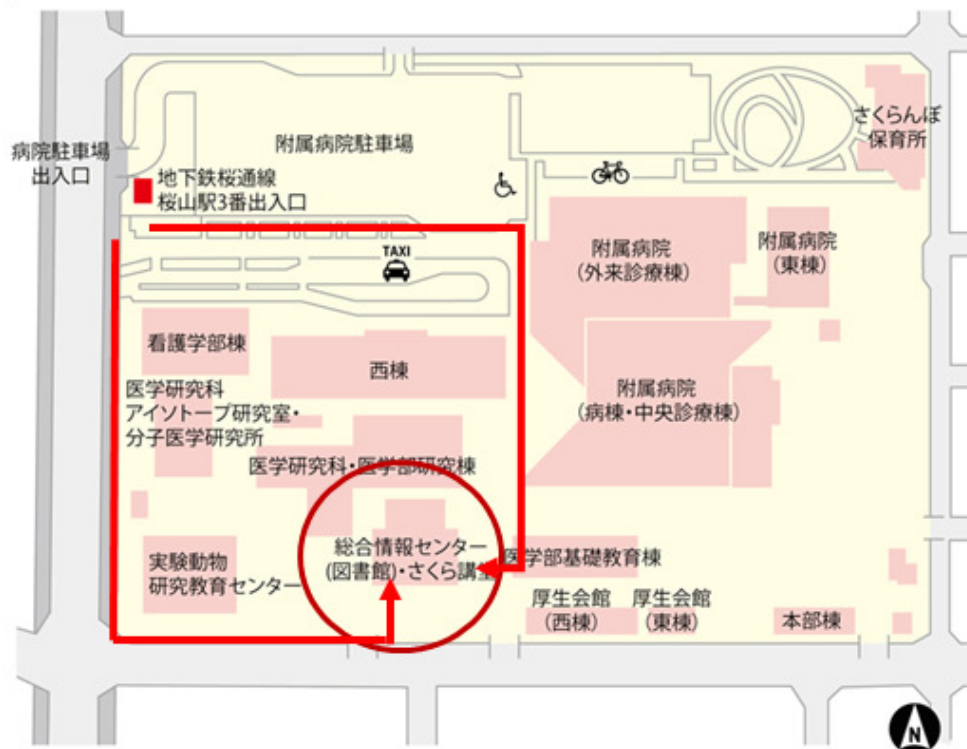 病院駐車場
出入口
附属病院駐車場
地下鉄桜通線
桜山駅3番出入口
さくらんぼ
保育所
TAXI
附属病院
(外来診療棟)
附属病院
(東棟)
看護学部棟
西棟
附属病院
(病棟・中央診療棟)
医学研究科
アイソトープ研究室・
分子医学研究所
医学研究科・医学部研究棟
総合情報センター
(図書館)・さくら講堂
医学部基礎教育棟
実験動物
研究教育センター
厚生会館
(西棟)
厚生会館
(東棟)
本部棟
N